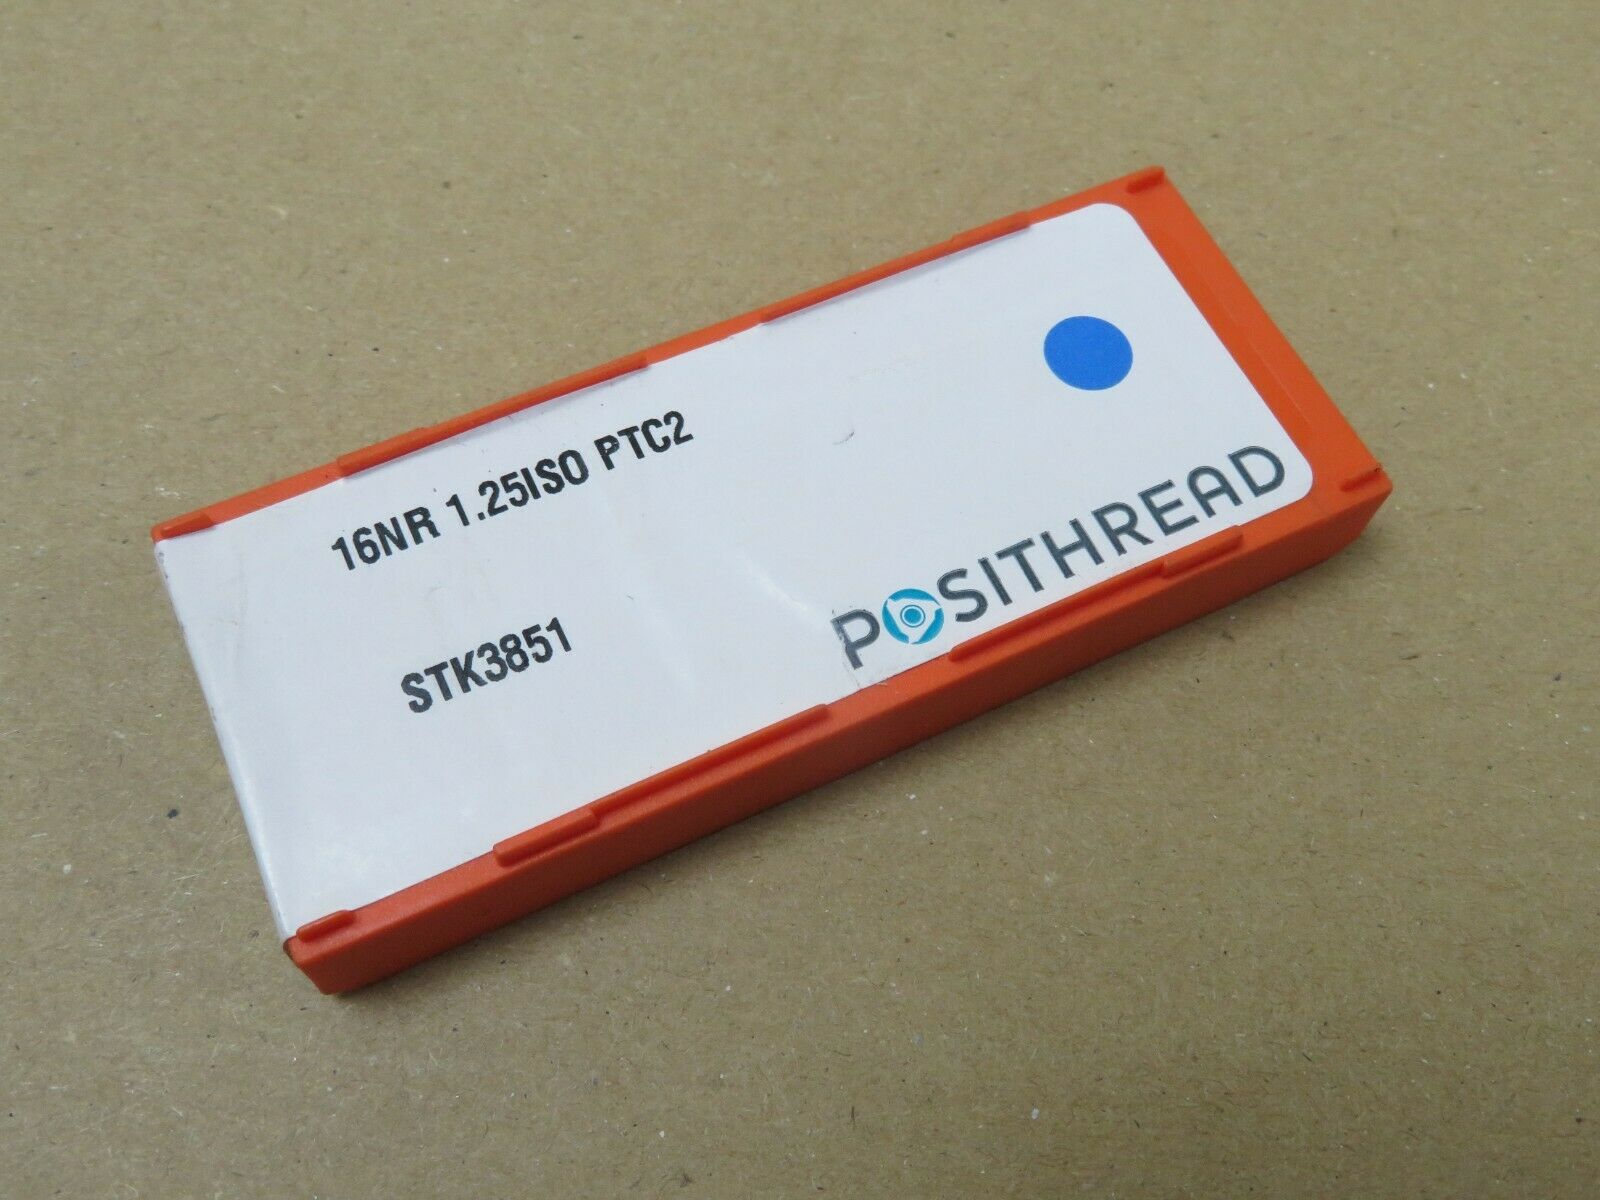 16NR 1.25ISO PTC2
STK3851
POSITHREAD